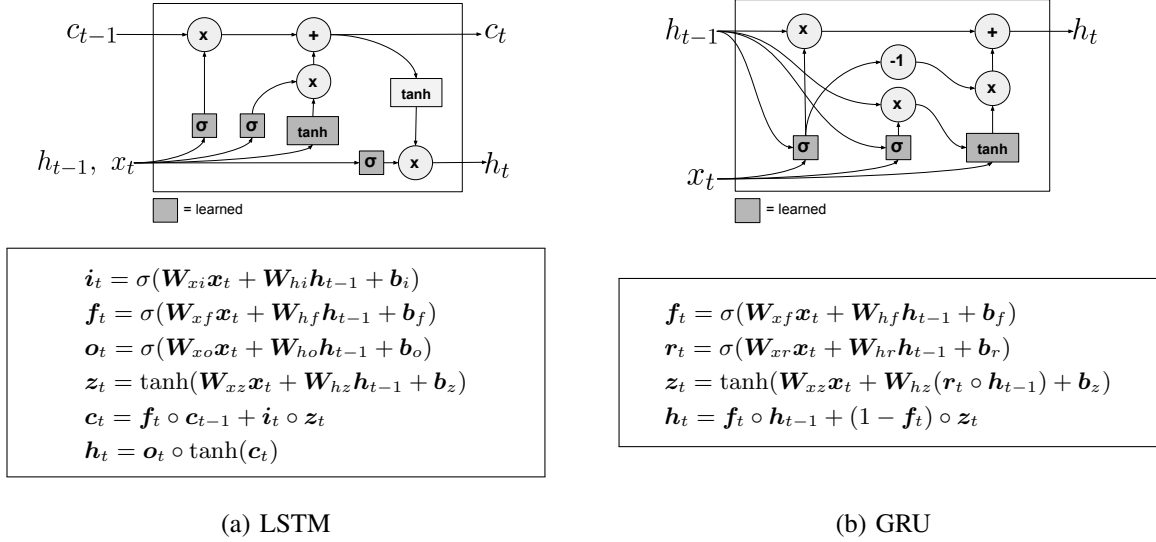 c_{t-1} x + c_t
x
tanh
σ σ tanh
h_{t-1}, x_t σ x h_t
= learned
i_t = σ(W_{xi}x_t + W_{hi}h_{t-1} + b_i)
f_t = σ(W_{xf}x_t + W_{hf}h_{t-1} + b_f)
o_t = σ(W_{xo}x_t + W_{ho}h_{t-1} + b_o)
z_t = tanh(W_{xz}x_t + W_{hz}h_{t-1} + b_z)
c_t = f_t ∘ c_{t-1} + i_t ∘ z_t
h_t = o_t ∘ tanh(c_t)
(a) LSTM
h_{t-1} x + h_t
-1
x
x
σ σ tanh
x_t
= learned
f_t = σ(W_{xf}x_t + W_{hf}h_{t-1} + b_f)
r_t = σ(W_{xr}x_t + W_{hr}h_{t-1} + b_r)
z_t = tanh(W_{xz}x_t + W_{hz}(r_t ∘ h_{t-1}) + b_z)
h_t = f_t ∘ h_{t-1} + (1 − f_t) ∘ z_t
(b) GRU